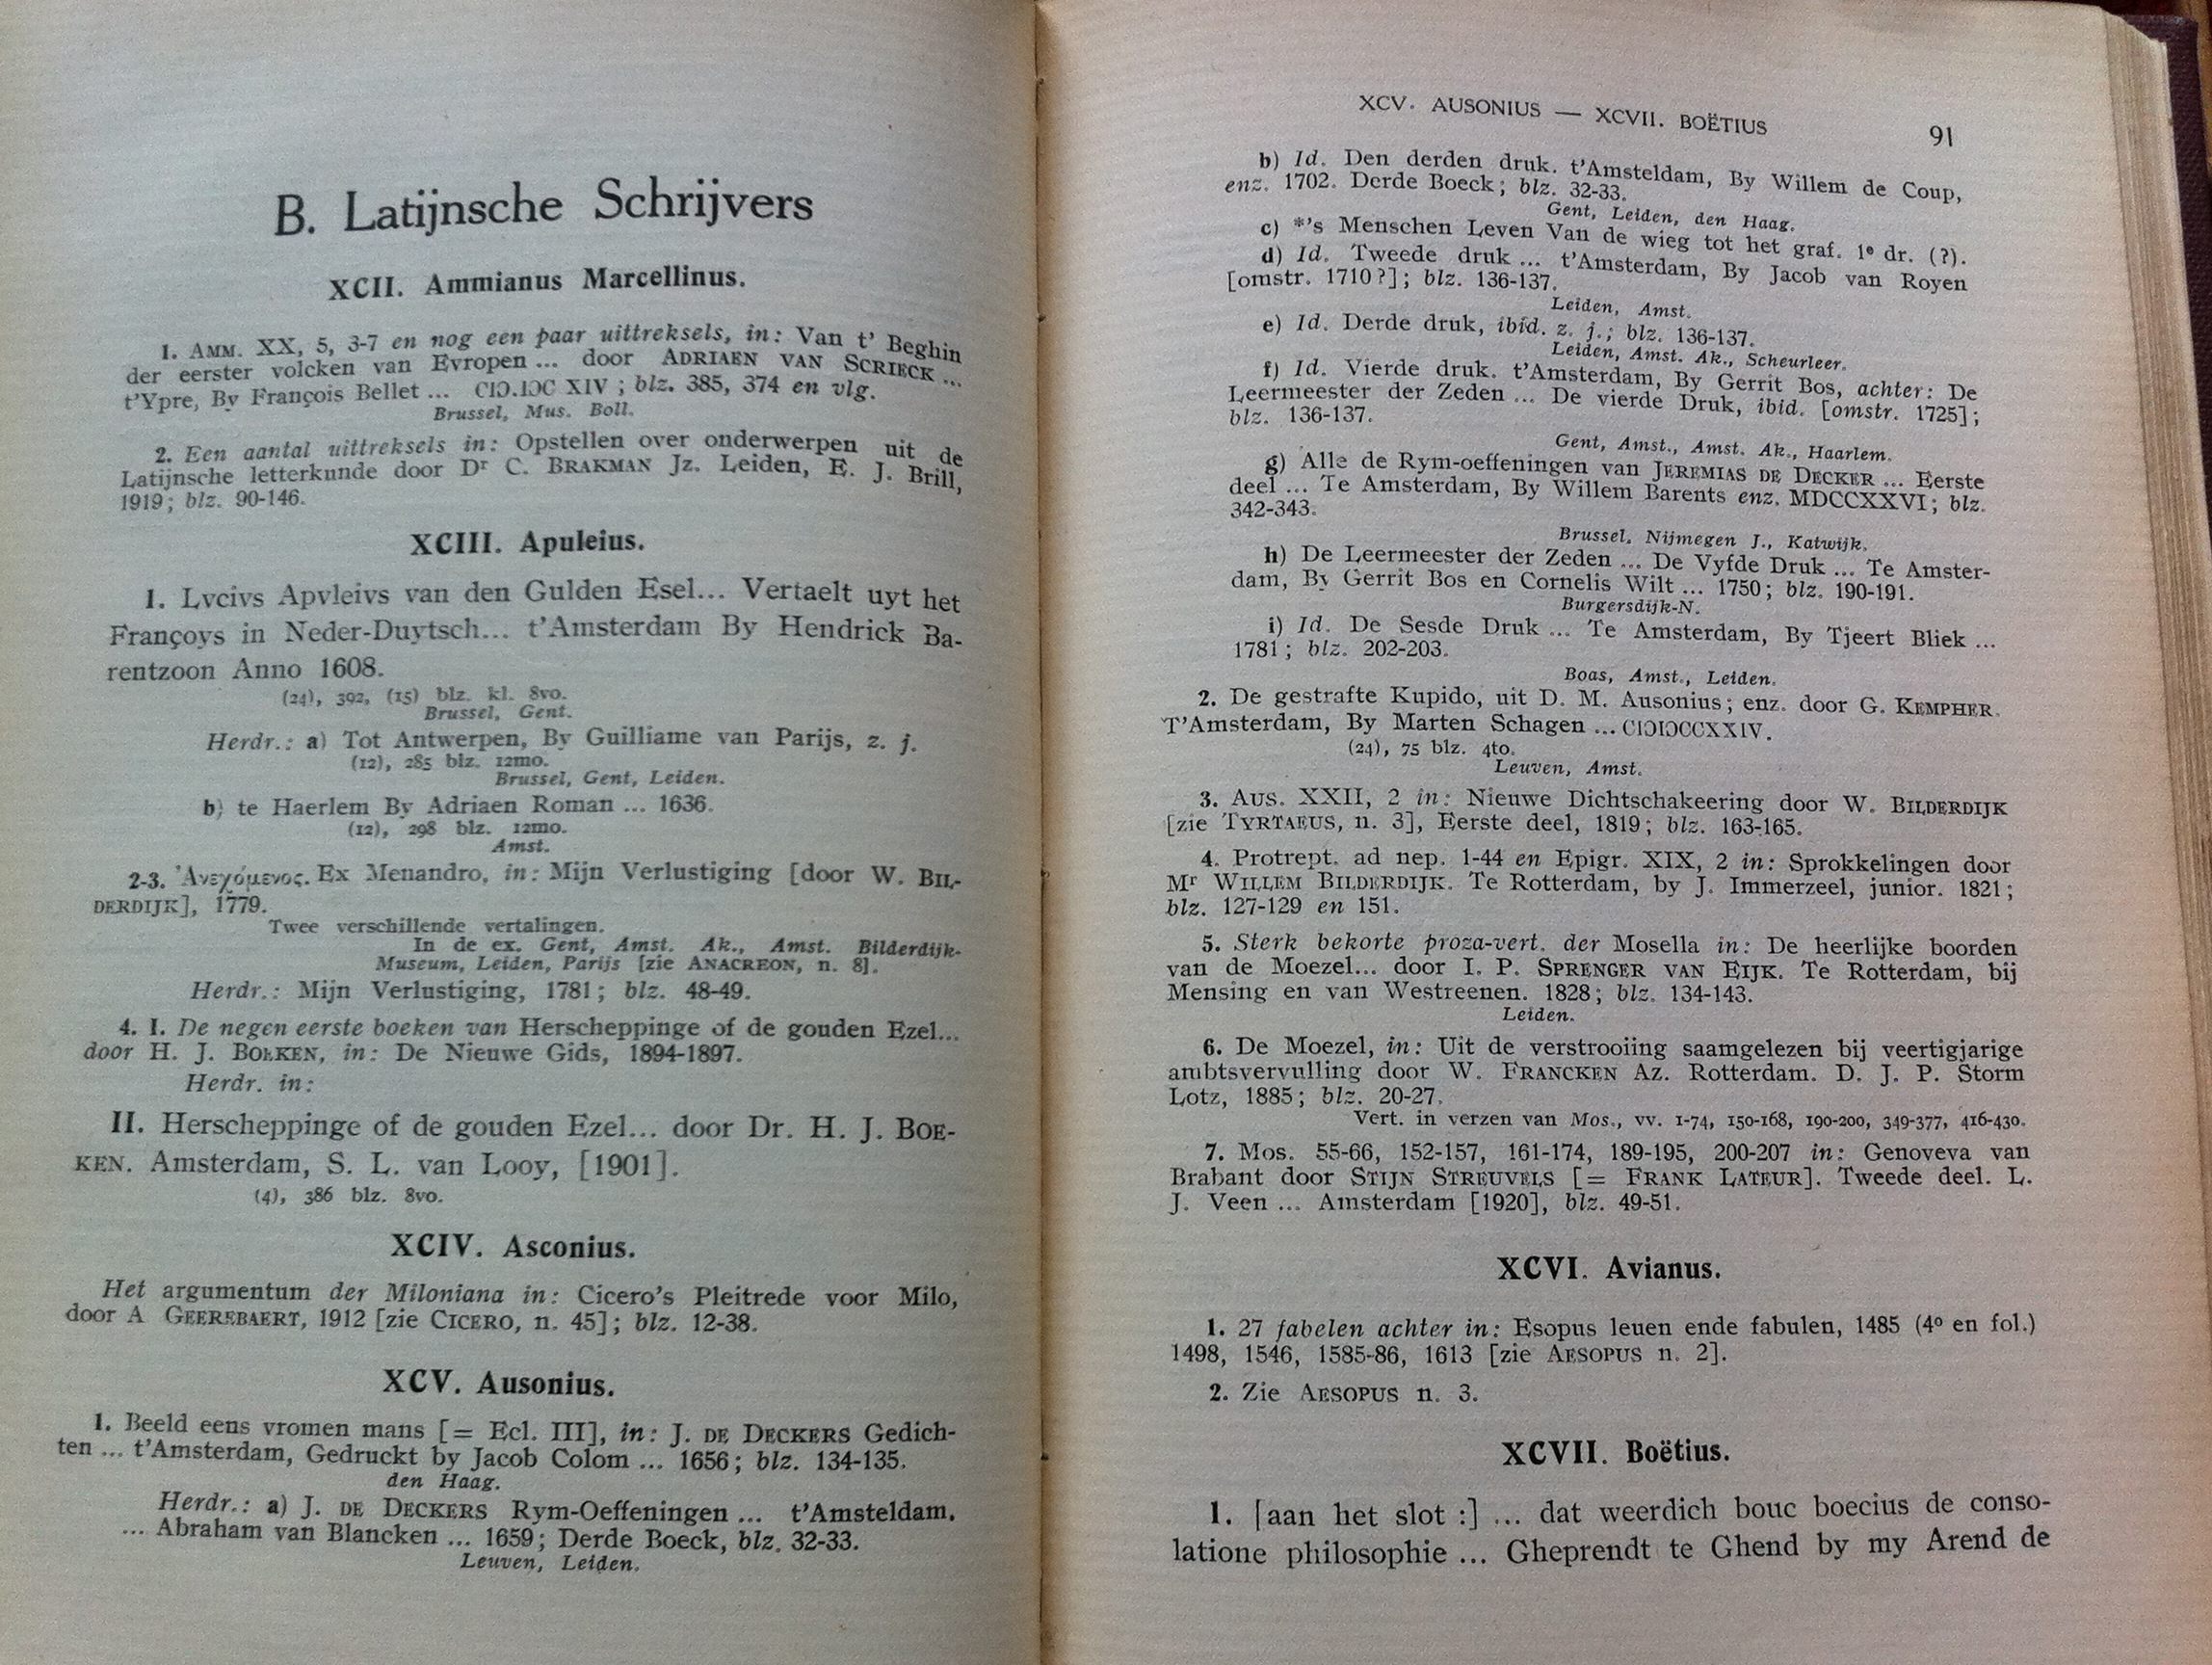 B. Latijnsche Schrijvers
XCII. Ammianus Marcellinus.
1. AMM. XX, 5, 3-7 en nog een paar uittreksels, in: Van t' Beghin
der eerster volcken van Evropen ... door ADRIAEN VAN SCRIECK ...
t'Ypre, By François Bellet ... CIↃ.IƆC XIV ; blz. 385, 374 en vlg.
Brussel, Mus. Boll.
2. Een aantal uittreksels in: Opstellen over onderwerpen uit de
Latijnsche letterkunde door Dr C. BRAKMAN Jz. Leiden, E. J. Brill,
1919; blz. 90-146.
XCIII. Apuleius.
1. Lvcivs Apvleivs van den Gulden Esel... Vertaelt uyt het
Françoys in Neder-Duytsch... t'Amsterdam By Hendrick Ba-
rentzoon Anno 1608.
(24), 392, (15) blz. kl. 8vo.
Brussel, Gent.
Herdr.: a) Tot Antwerpen, By Guilliame van Parijs, z. j.
(12), 285 blz. 12mo.
Brussel, Gent, Leiden.
b) te Haerlem By Adriaen Roman ... 1636.
(12), 298 blz. 12mo.
Amst.
2-3. Ἀνεχόμενος. Ex Menandro, in: Mijn Verlustiging [door W. BIL-
DERDIJK], 1779.
Twee verschillende vertalingen.
In de ex. Gent, Amst. Ak., Amst. Bilderdijk-
Museum, Leiden, Parijs [zie ANACREON, n. 8].
Herdr.: Mijn Verlustiging, 1781; blz. 48-49.
4. I. De negen eerste boeken van Herscheppinge of de gouden Ezel...
door H. J. BOEKEN, in: De Nieuwe Gids, 1894-1897.
Herdr. in:
II. Herscheppinge of de gouden Ezel... door Dr. H. J. BOE-
KEN. Amsterdam, S. L. van Looy, [1901].
(4), 386 blz. 8vo.
XCIV. Asconius.
Het argumentum der Miloniana in: Cicero's Pleitrede voor Milo,
door A GEEREBAERT, 1912 [zie CICERO, n. 45]; blz. 12-38.
XCV. Ausonius.
1. Beeld eens vromen mans [= Ecl. III], in: J. DE DECKERS Gedich-
ten ... t'Amsterdam, Gedruckt by Jacob Colom ... 1656; blz. 134-135.
den Haag.
Herdr.: a) J. DE DECKERS Rym-Oeffeningen ... t'Amsteldam,
... Abraham van Blancken ... 1659; Derde Boeck, blz. 32-33.
Leuven, Leiden.
XCV. AUSONIUS — XCVII. BOËTIUS 91
b) Id. Den derden druk. t'Amsteldam, By Willem de Coup,
enz. 1702. Derde Boeck; blz. 32-33.
Gent, Leiden, den Haag.
c) *'s Menschen Leven Van de wieg tot het graf. 1e dr. (?).
d) Id. Tweede druk ... t'Amsterdam, By Jacob van Royen
[omstr. 1710?]; blz. 136-137.
Leiden, Amst.
e) Id. Derde druk, ibid. z. j.; blz. 136-137.
Leiden, Amst. Ak., Scheurleer.
f) Id. Vierde druk. t'Amsterdam, By Gerrit Bos, achter: De
Leermeester der Zeden ... De vierde Druk, ibid. [omstr. 1725];
blz. 136-137.
Gent, Amst., Amst. Ak., Haarlem.
g) Alle de Rym-oeffeningen van JEREMIAS DE DECKER ... Eerste
deel ... Te Amsterdam, By Willem Barents enz. MDCCXXVI; blz.
342-343.
Brussel, Nijmegen J., Katwijk.
h) De Leermeester der Zeden ... De Vyfde Druk ... Te Amster-
dam, By Gerrit Bos en Cornelis Wilt ... 1750; blz. 190-191.
Burgersdijk-N.
i) Id. De Sesde Druk ... Te Amsterdam, By Tjeert Bliek ...
1781; blz. 202-203.
Boas, Amst., Leiden.
2. De gestrafte Kupido, uit D. M. Ausonius; enz. door G. KEMPHER.
T'Amsterdam, By Marten Schagen ... CIↃIƆCCXXIV.
(24), 75 blz. 4to.
Leuven, Amst.
3. AUS. XXII, 2 in: Nieuwe Dichtschakeering door W. BILDERDIJK
[zie TYRTAEUS, n. 3], Eerste deel, 1819; blz. 163-165.
4. Protrept. ad nep. 1-44 en Epigr. XIX, 2 in: Sprokkelingen door
Mr WILLEM BILDERDIJK. Te Rotterdam, by J. Immerzeel, junior. 1821;
blz. 127-129 en 151.
5. Sterk bekorte proza-vert. der Mosella in: De heerlijke boorden
van de Moezel... door I. P. SPRENGER VAN EIJK. Te Rotterdam, bij
Mensing en van Westreenen. 1828; blz. 134-143.
Leiden.
6. De Moezel, in: Uit de verstrooiing saamgelezen bij veertigjarige
ambtsvervulling door W. FRANCKEN Az. Rotterdam. D. J. P. Storm
Lotz, 1885; blz. 20-27.
Vert. in verzen van Mos., vv. 1-74, 150-168, 190-200, 349-377, 416-430.
7. Mos. 55-66, 152-157, 161-174, 189-195, 200-207 in: Genoveva van
Brabant door STIJN STREUVELS [= FRANK LATEUR]. Tweede deel. L.
J. Veen ... Amsterdam [1920], blz. 49-51.
XCVI. Avianus.
1. 27 fabelen achter in: Esopus leuen ende fabulen, 1485 (4o en fol.)
1498, 1546, 1585-86, 1613 [zie AESOPUS n. 2].
2. Zie AESOPUS n. 3.
XCVII. Boëtius.
1. [aan het slot :] ... dat weerdich bouc boecius de conso-
latione philosophie ... Gheprendt te Ghend by my Arend de